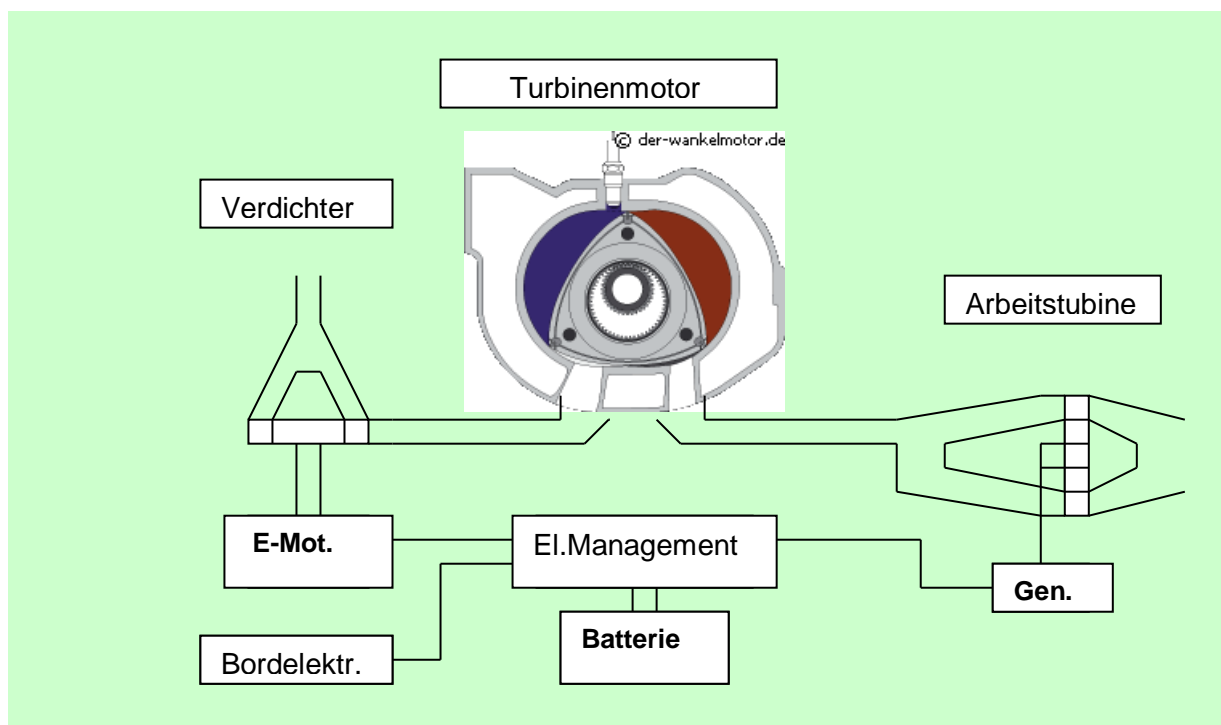 Turbinenmotor
© der-wankelmotor.de
Verdichter
Arbeitstubine
E-Mot.
El.Management
Gen.
Batterie
Bordelektr.